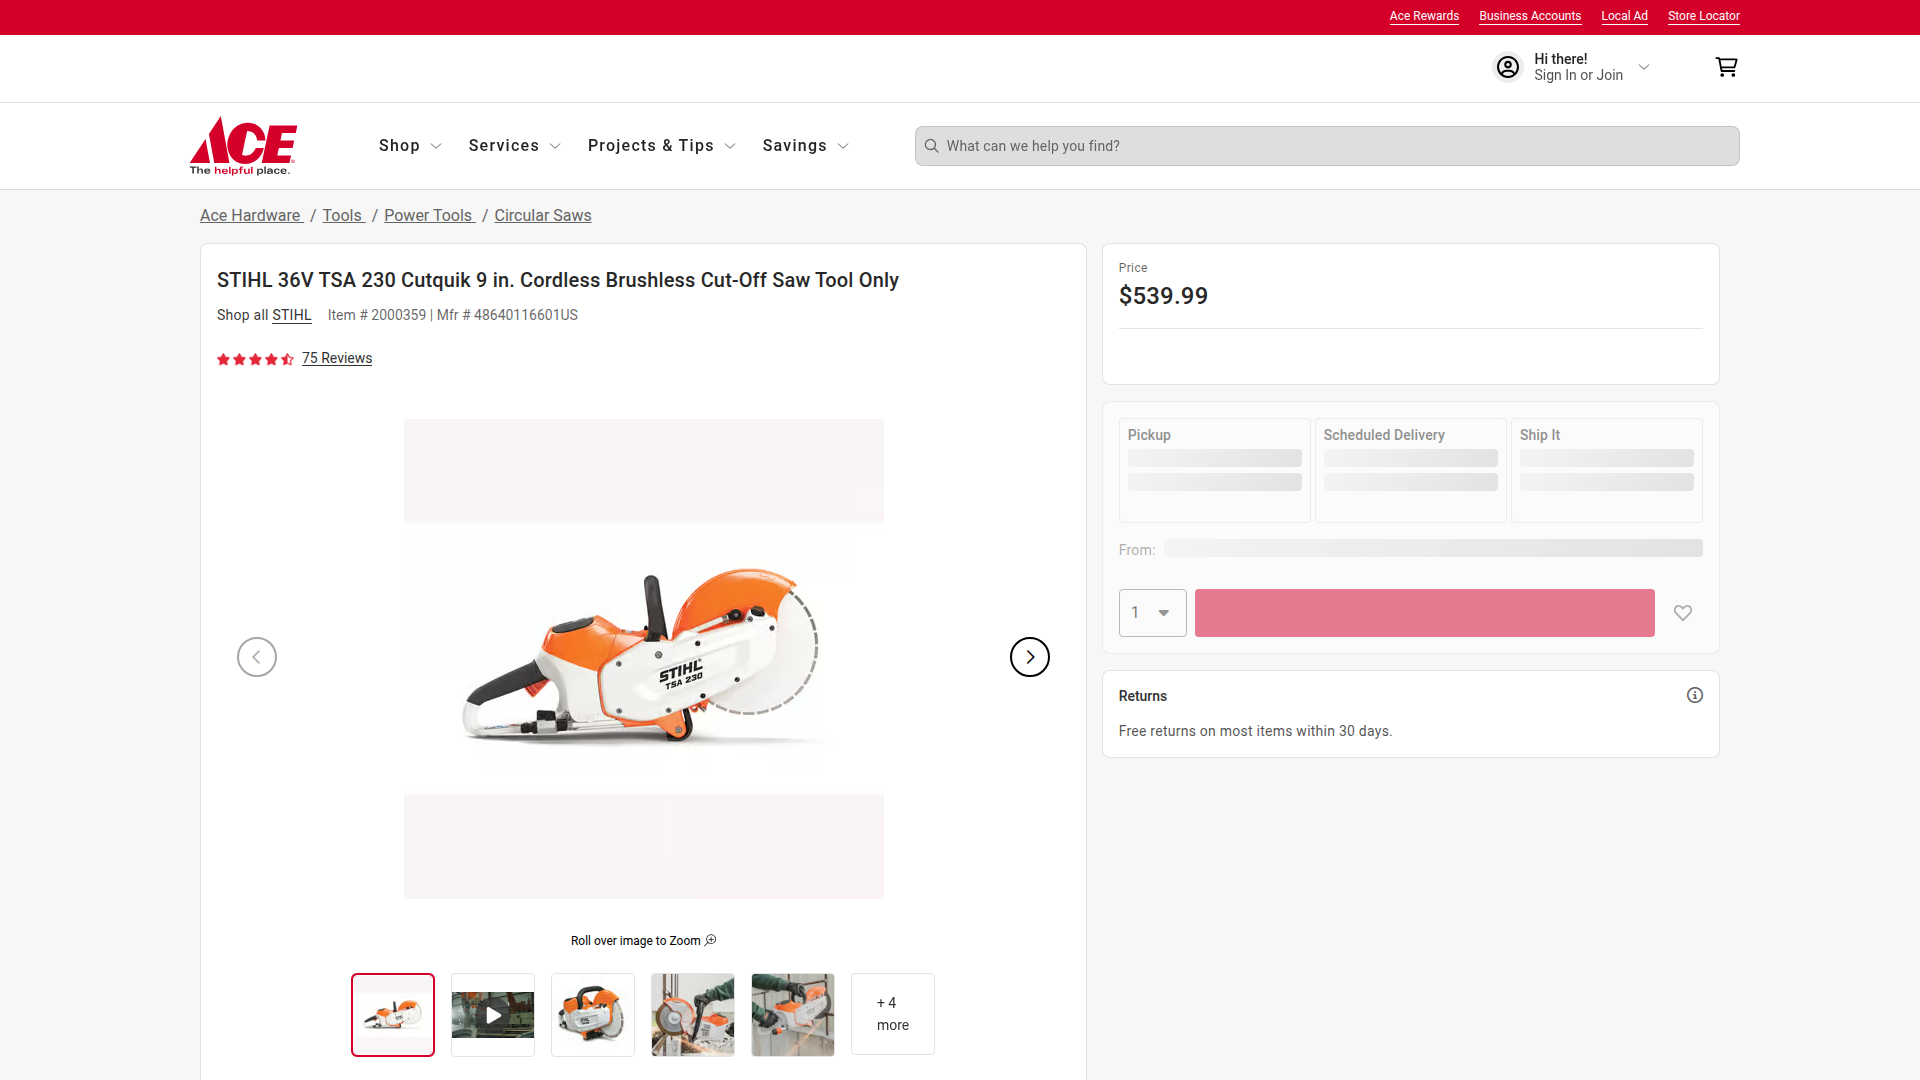 Ace Rewards Business Accounts Local Ad Store Locator
Hi there!
Sign In or Join
ACE
The helpful place.
Shop Services Projects & Tips Savings
What can we help you find?
Ace Hardware / Tools / Power Tools / Circular Saws
STIHL 36V TSA 230 Cutquik 9 in. Cordless Brushless Cut-Off Saw Tool Only
Shop all STIHL Item # 2000359 | Mfr # 48640116601US
75 Reviews
STIHL
TSA 230
Roll over image to Zoom
+ 4
more
Price
$539.99
Pickup Scheduled Delivery Ship It
From:
1
Returns
Free returns on most items within 30 days.